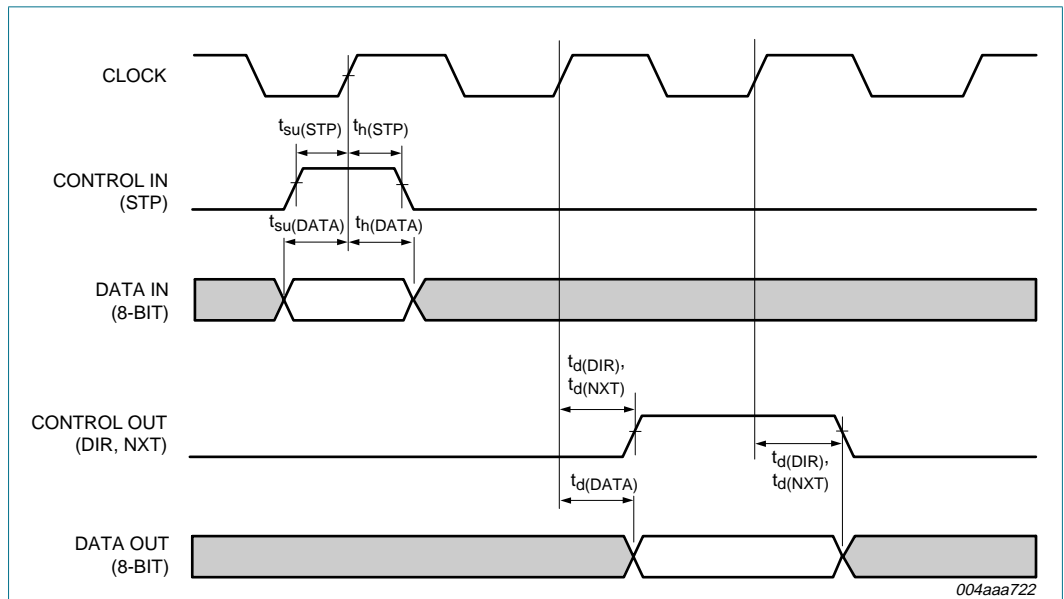 CLOCK
tsu(STP) th(STP)
CONTROL IN
(STP)
tsu(DATA) th(DATA)
DATA IN
(8-BIT)
td(DIR),
td(NXT)
CONTROL OUT
(DIR, NXT)
td(DIR),
td(NXT)
td(DATA)
DATA OUT
(8-BIT)
004aaa722